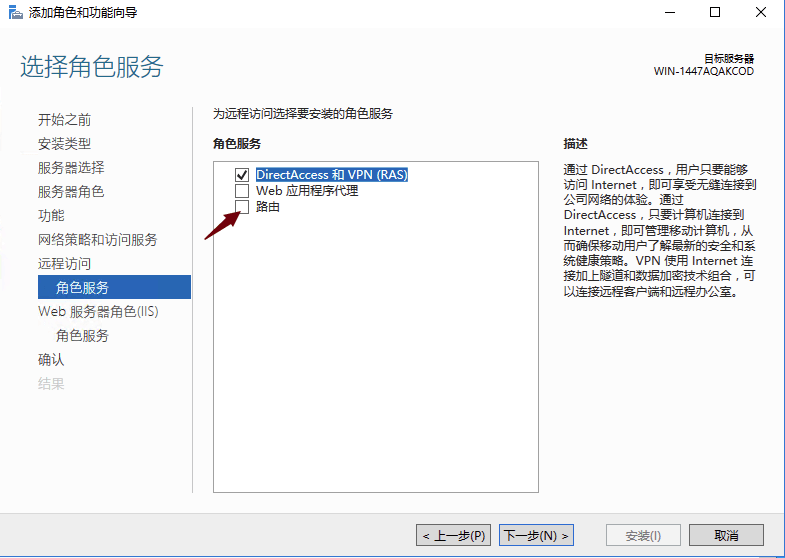 添加角色和功能向导
选择角色服务
目标服务器
WIN-1447AQAKCOD
开始之前
安装类型
服务器选择
服务器角色
功能
网络策略和访问服务
远程访问
角色服务
Web 服务器角色(IIS)
角色服务
确认
结果
为远程访问选择要安装的角色服务
角色服务
DirectAccess 和 VPN (RAS)
Web 应用程序代理
路由
描述
通过 DirectAccess，用户只要能够
访问 Internet，即可享受无缝连接到
公司网络的体验。通过
DirectAccess，只要计算机连接到
Internet，即可管理移动计算机，从
而确保移动用户了解最新的安全和系
统健康策略。VPN 使用 Internet 连
接加上隧道和数据加密技术组合，可
以连接远程客户端和远程办公室。
< 上一步(P)
下一步(N) >
安装(I)
取消